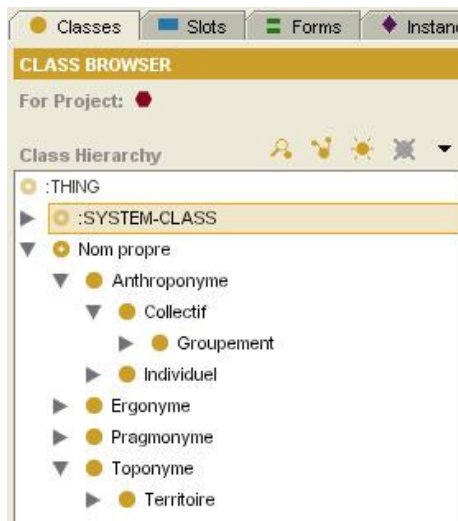 Classes Slots Forms Instanc
CLASS BROWSER
For Project:
Class Hierarchy
:THING
:SYSTEM-CLASS
Nom propre
Anthroponyme
Collectif
Groupement
Individuel
Ergonyme
Pragmonyme
Toponyme
Territoire